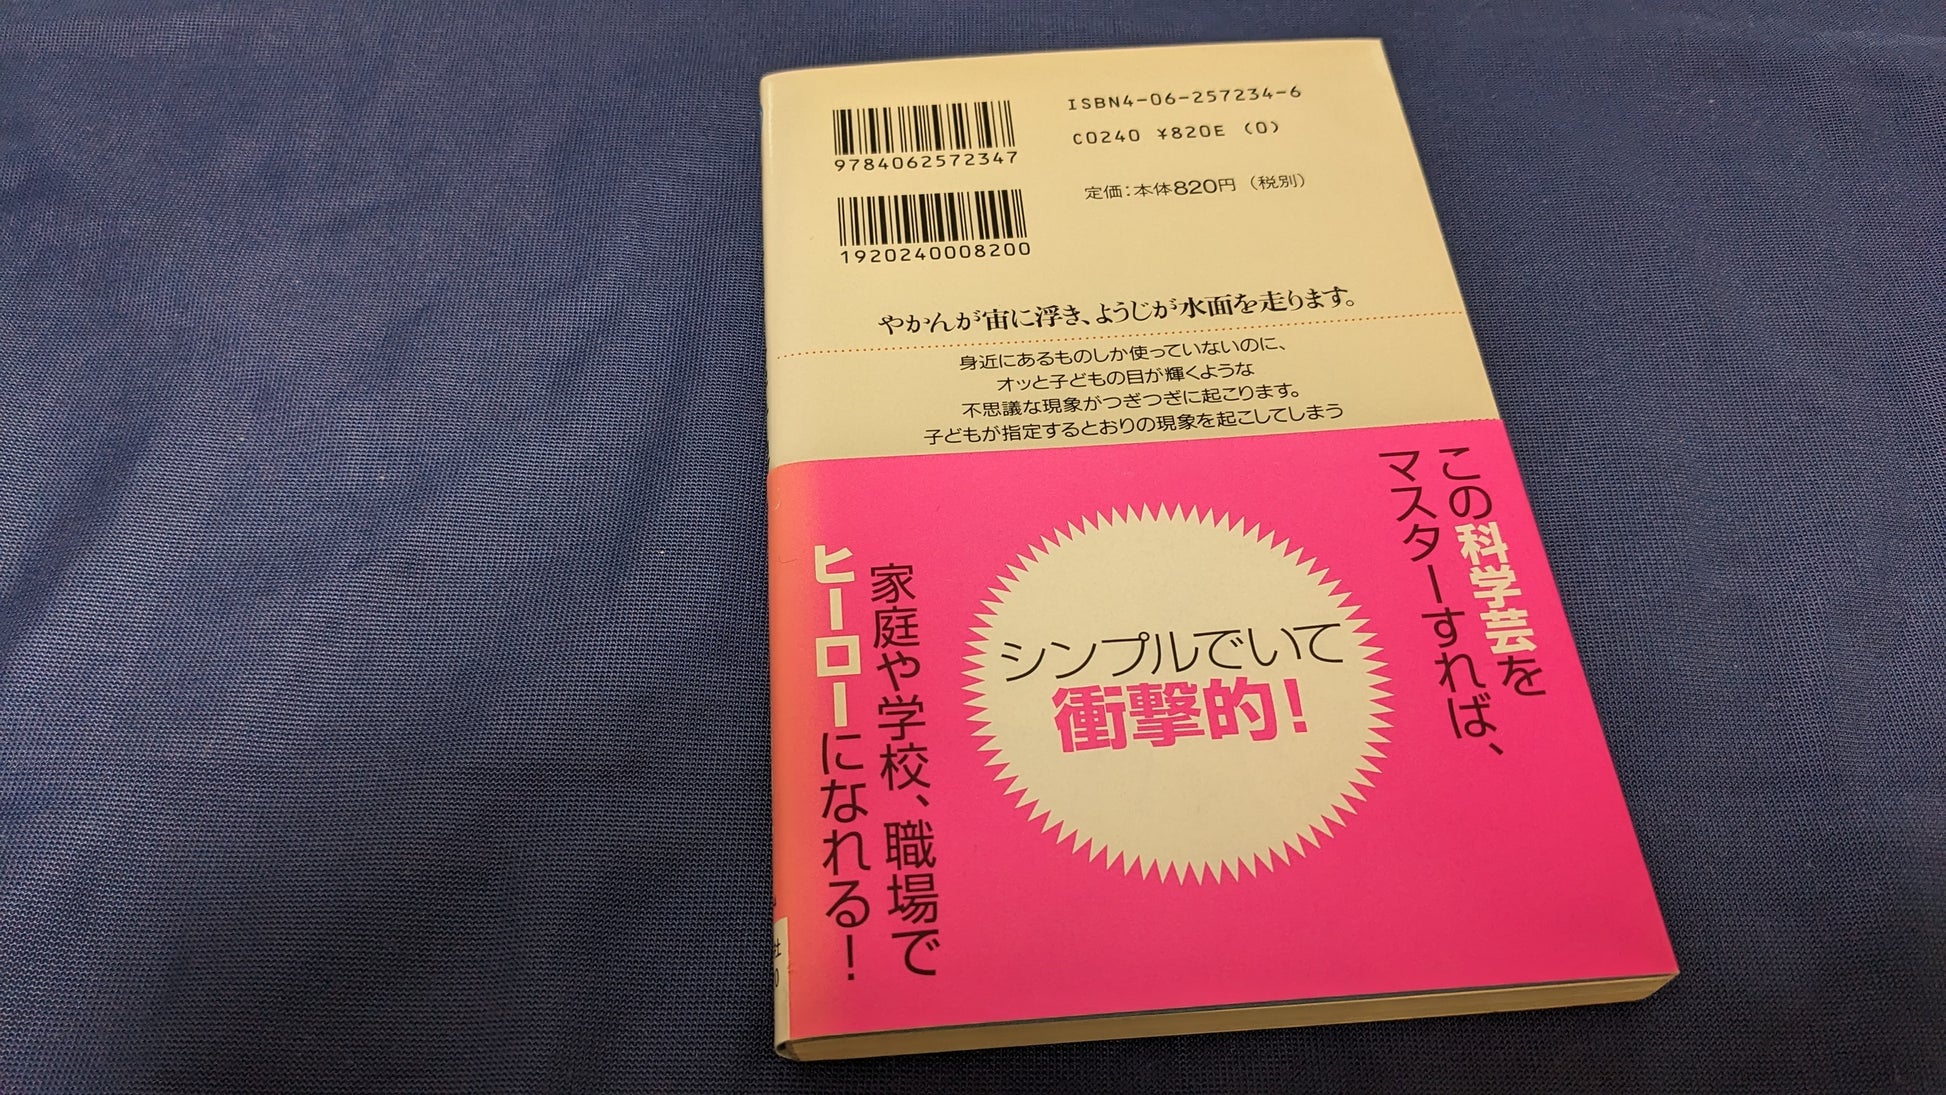 9784062572347
ISBN4-06-257234-6
C0240 ¥820E (0)
1920240008200
定価：本体820円（税別）
やかんが宙に浮き、ようじが水面を走ります。
身近にあるものしか使っていないのに、
オッと子どもの目が輝くような
不思議な現象がつぎつぎに起こります。
子どもが指定するとおりの現象を起こしてしまう
この科学芸を
マスターすれば、
シンプルでいて
衝撃的！
家庭や学校、職場で
ヒーローになれる！
社